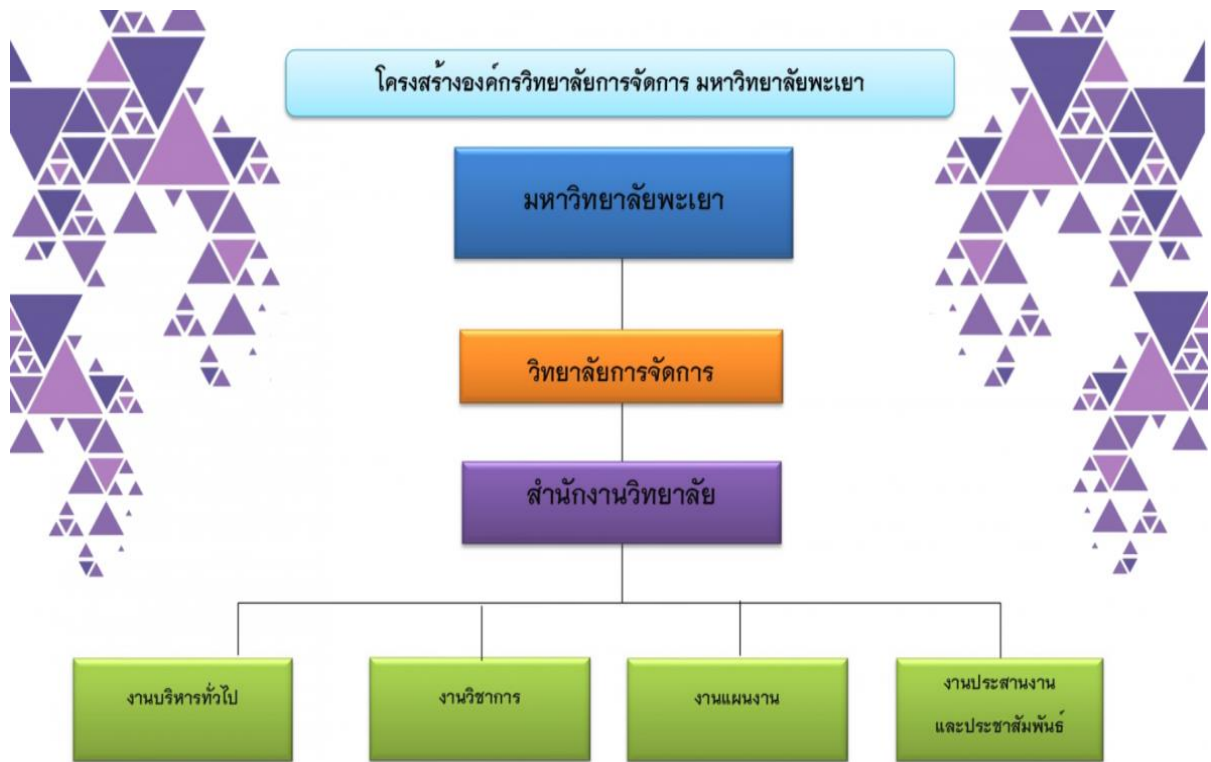 โครงสร้างองค์กรวิทยาลัยการจัดการ มหาวิทยาลัยพะเยา
มหาวิทยาลัยพะเยา
วิทยาลัยการจัดการ
สำนักงานวิทยาลัย
งานบริหารทั่วไป
งานวิชาการ
งานแผนงาน
งานประสานงาน
และประชาสัมพันธ์